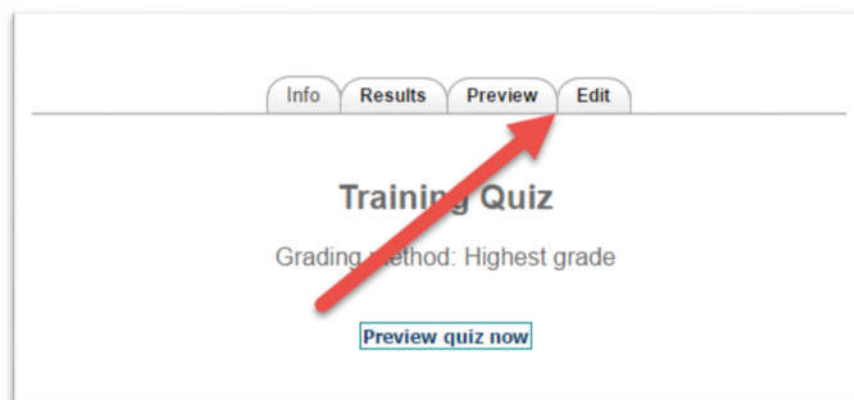 Info Results Preview Edit
Training Quiz
Grading method: Highest grade
Preview quiz now